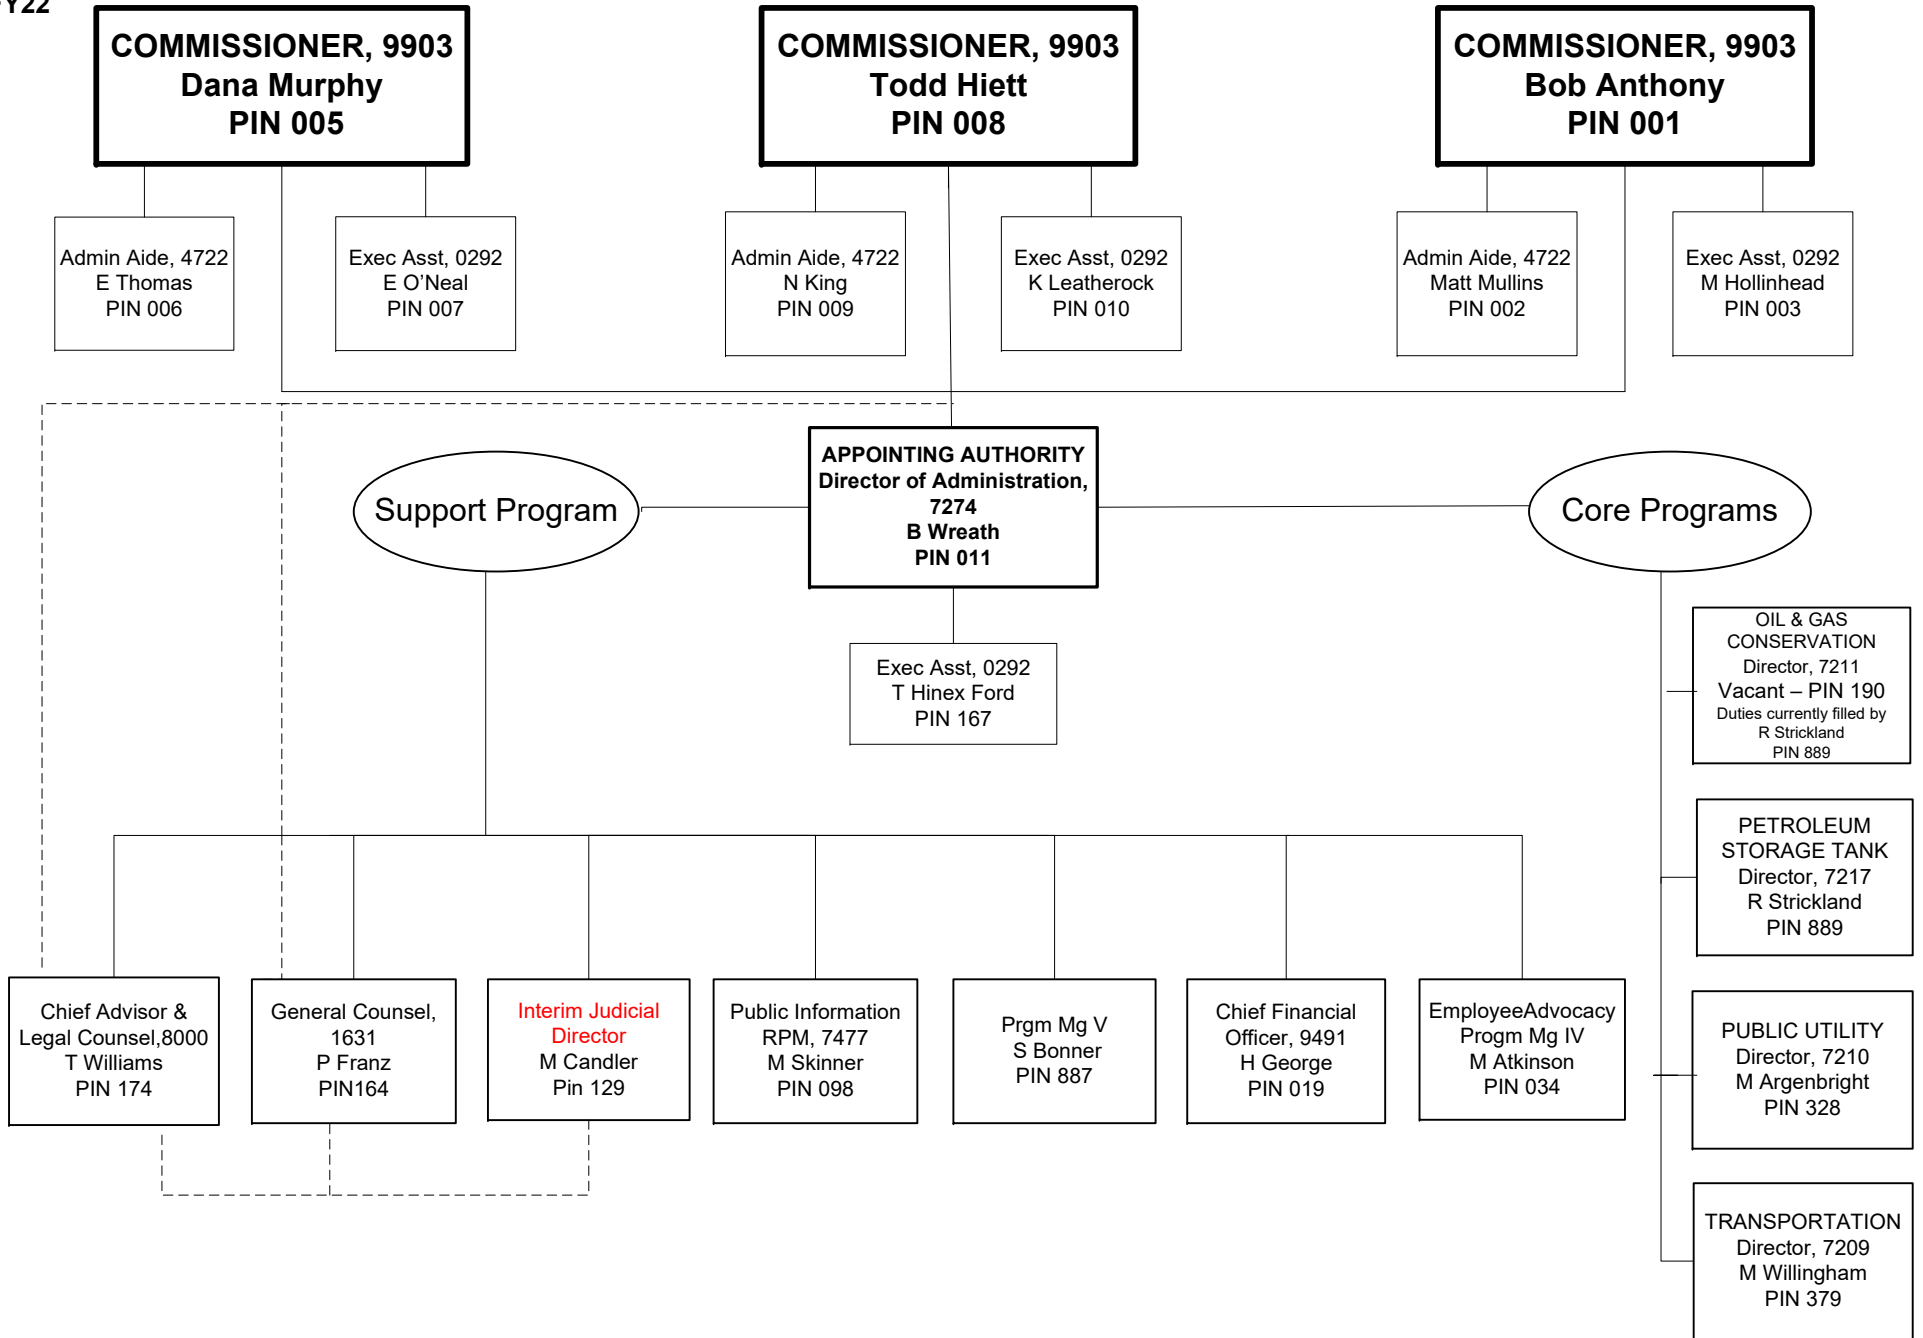 Y22
COMMISSIONER, 9903
Dana Murphy
PIN 005
COMMISSIONER, 9903
Todd Hiett
PIN 008
COMMISSIONER, 9903
Bob Anthony
PIN 001
Admin Aide, 4722
E Thomas
PIN 006
Exec Asst, 0292
E O’Neal
PIN 007
Admin Aide, 4722
N King
PIN 009
Exec Asst, 0292
K Leatherock
PIN 010
Admin Aide, 4722
Matt Mullins
PIN 002
Exec Asst, 0292
M Hollinhead
PIN 003
APPOINTING AUTHORITY
Director of Administration,
7274
B Wreath
PIN 011
Support Program
Core Programs
Exec Asst, 0292
T Hinex Ford
PIN 167
OIL & GAS
CONSERVATION
Director, 7211
Vacant – PIN 190
Duties currently filled by
R Strickland
PIN 889
PETROLEUM
STORAGE TANK
Director, 7217
R Strickland
PIN 889
PUBLIC UTILITY
Director, 7210
M Argenbright
PIN 328
TRANSPORTATION
Director, 7209
M Willingham
PIN 379
Chief Advisor &
Legal Counsel,8000
T Williams
PIN 174
General Counsel,
1631
P Franz
PIN164
Interim Judicial
Director
M Candler
Pin 129
Public Information
RPM, 7477
M Skinner
PIN 098
Prgm Mg V
S Bonner
PIN 887
Chief Financial
Officer, 9491
H George
PIN 019
EmployeeAdvocacy
Progm Mg IV
M Atkinson
PIN 034